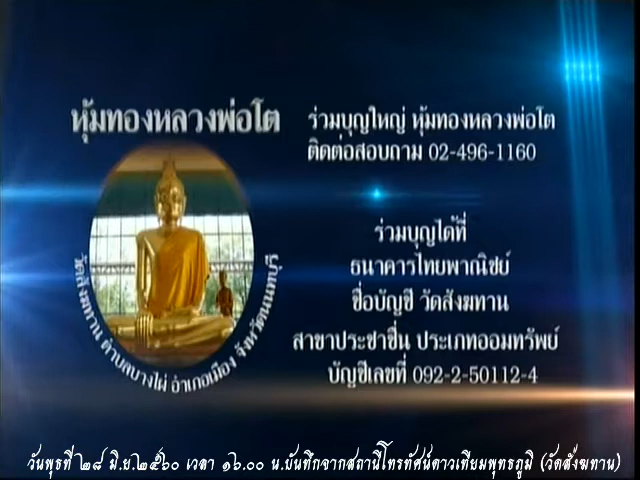 หุ้มทองหลวงพ่อโต
วัดสังฆทาน ตำบลบางไผ่ อำเภอเมือง จังหวัดนนทบุรี
ร่วมบุญใหญ่ หุ้มทองหลวงพ่อโต
ติดต่อสอบถาม 02-496-1160
ร่วมบุญได้ที่
ธนาคารไทยพาณิชย์
ชื่อบัญชี วัดสังฆทาน
สาขาประชาชื่น ประเภทออมทรัพย์
บัญชีเลขที่ 092-2-50112-4
วันพุธที่ ๒๘ มิ.ย.๒๕๖๐ เวลา ๑๖.๐๐ น.บันทึกจากสถานีโทรทัศน์ดาวเทียมพุทธภูมิ (วัดสังฆทาน)